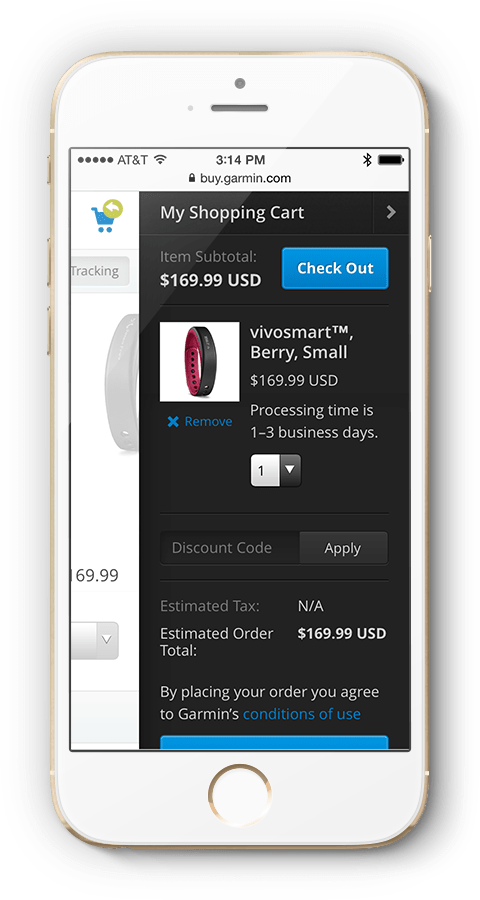 AT&T
3:14 PM
buy.garmin.com
My Shopping Cart
Tracking
Item Subtotal:
$169.99 USD
Check Out
vivosmart™,
Berry, Small
$169.99 USD
Processing time is
1–3 business days.
Remove
1
Discount Code
Apply
169.99
Estimated Tax:
N/A
Estimated Order
Total:
$169.99 USD
By placing your order you agree
to Garmin's conditions of use